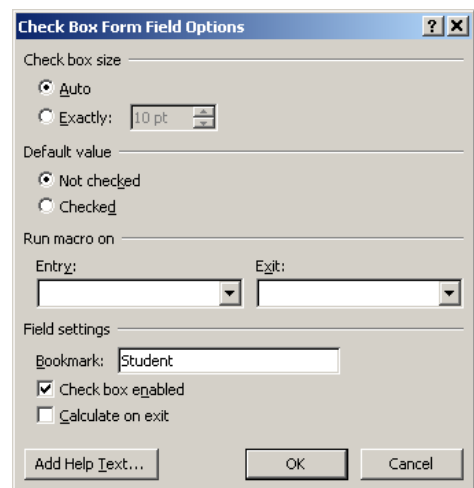 Check Box Form Field Options
Check box size
Auto
Exactly: 10 pt
Default value
Not checked
Checked
Run macro on
Entry: Exit:
Field settings
Bookmark: Student
Check box enabled
Calculate on exit
Add Help Text... OK Cancel